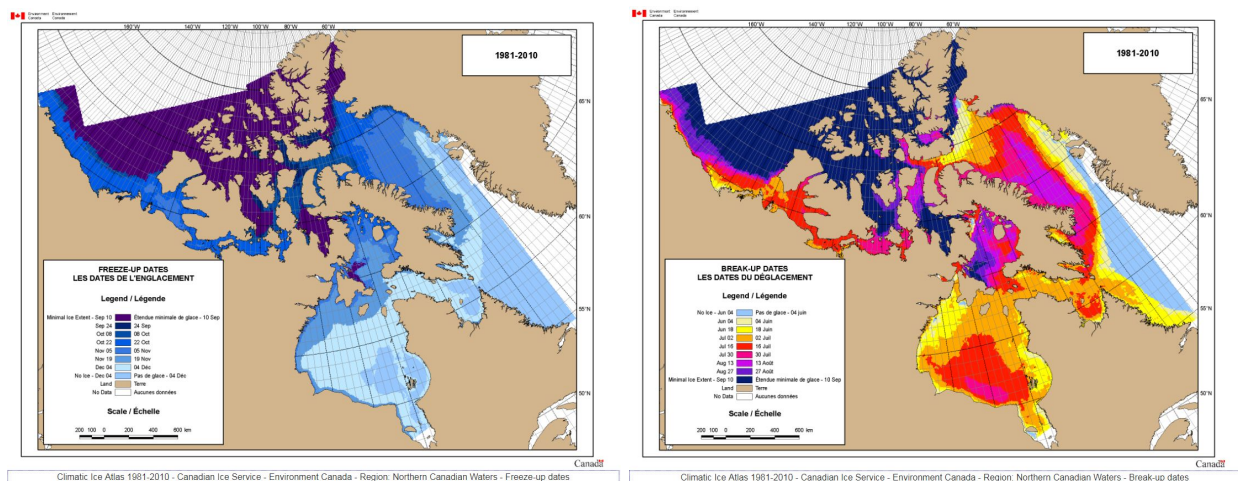 Environment Environnement
Canada Canada
160°W 140°W 120°W 100°W 80°W 60°W
1981-2010
65°N
60°N
55°N
50°N
FREEZE-UP DATES
LES DATES DE L'ENGLACEMENT
Legend / Légende
Minimal Ice Extent - Sep 10 Étendue minimale de glace - 10 Sep
Sep 24 24 Sep
Oct 08 08 Oct
Oct 22 22 Oct
Nov 05 05 Nov
Nov 19 19 Nov
Dec 04 04 Déc
No Ice - Dec 04 Pas de glace - 04 Déc
Land Terre
No Data Aucunes données
Scale / Échelle
200 100 0 200 400 600 km
Canada
Climatic Ice Atlas 1981-2010 - Canadian Ice Service - Environment Canada - Region: Northern Canadian Waters - Freeze-up dates
Environment Environnement
Canada Canada
160°W 140°W 120°W 100°W 80°W 60°W
1981-2010
65°N
60°N
55°N
50°N
BREAK-UP DATES
LES DATES DU DÉGLACEMENT
Legend / Légende
No Ice - Jun 04 Pas de glace - 04 juin
Jun 04 04 Juin
Jun 18 18 Juin
Jul 02 02 Juil
Jul 16 16 Juil
Jul 30 30 Juil
Aug 13 13 Août
Aug 27 27 Août
Minimal Ice Extent - Sep 10 Étendue minimale de glace - 10 Sep
Land Terre
No Data Aucunes données
Scale / Échelle
200 100 0 200 400 600 km
Canada
Climatic Ice Atlas 1981-2010 - Canadian Ice Service - Environment Canada - Region: Northern Canadian Waters - Break-up dates